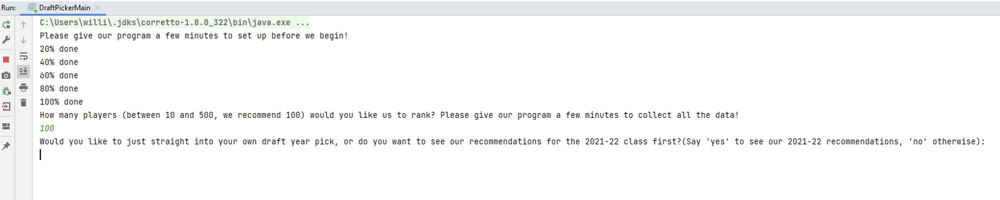 Run: DraftPickerMain
C:\Users\willi\.jdks\corretto-1.8.0_322\bin\java.exe ...
Please give our program a few minutes to set up before we begin!
20% done
40% done
60% done
80% done
100% done
How many players (between 10 and 500, we recommend 100) would you like us to rank? Please give our program a few minutes to collect all the data!
100
Would you like to just straight into your own draft year pick, or do you want to see our recommendations for the 2021-22 class first?(Say 'yes' to see our 2021-22 recommendations, 'no' otherwise):